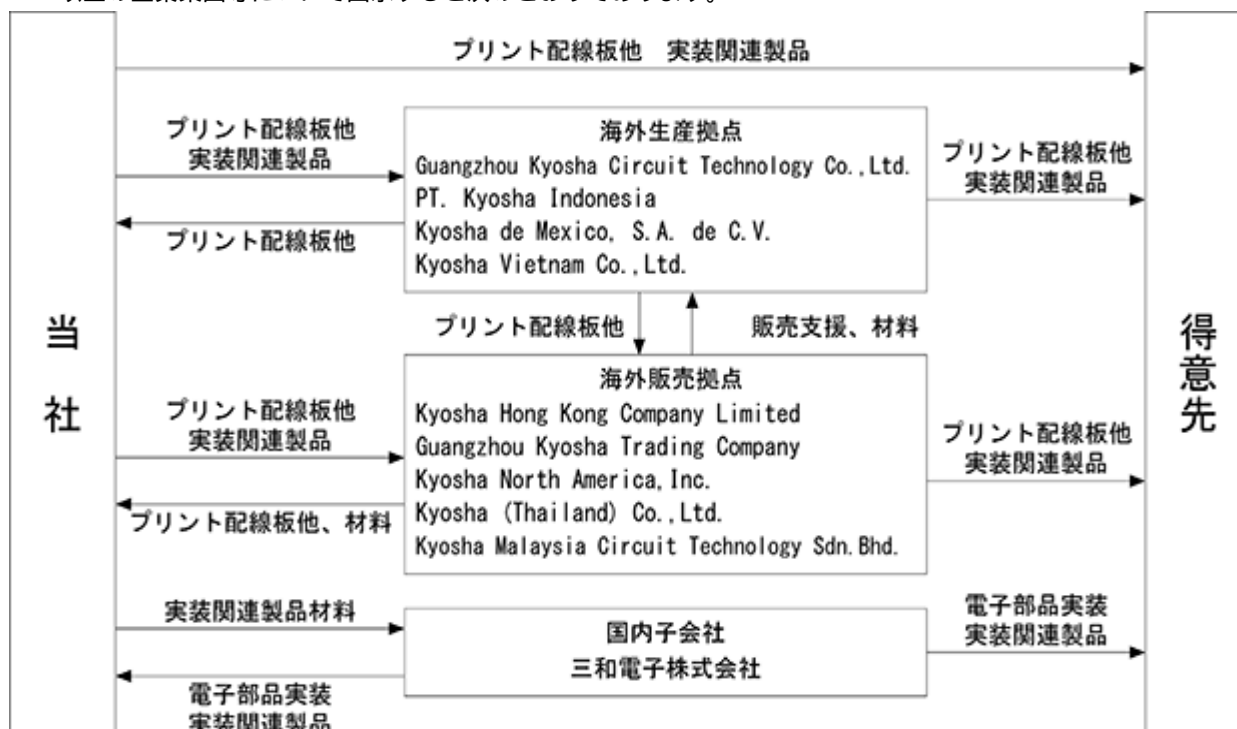 プリント配線板他　実装関連製品
プリント配線板他
実装関連製品
プリント配線板他
海外生産拠点
Guangzhou Kyosha Circuit Technology Co.,Ltd.
PT. Kyosha Indonesia
Kyosha de Mexico, S.A. de C.V.
Kyosha Vietnam Co.,Ltd.
プリント配線板他
実装関連製品
プリント配線板他
販売支援、材料
当社
得意先
プリント配線板他
実装関連製品
プリント配線板他、材料
海外販売拠点
Kyosha Hong Kong Company Limited
Guangzhou Kyosha Trading Company
Kyosha North America,Inc.
Kyosha (Thailand) Co.,Ltd.
Kyosha Malaysia Circuit Technology Sdn.Bhd.
プリント配線板他
実装関連製品
実装関連製品材料
電子部品実装
実装関連製品
国内子会社
三和電子株式会社
電子部品実装
実装関連製品